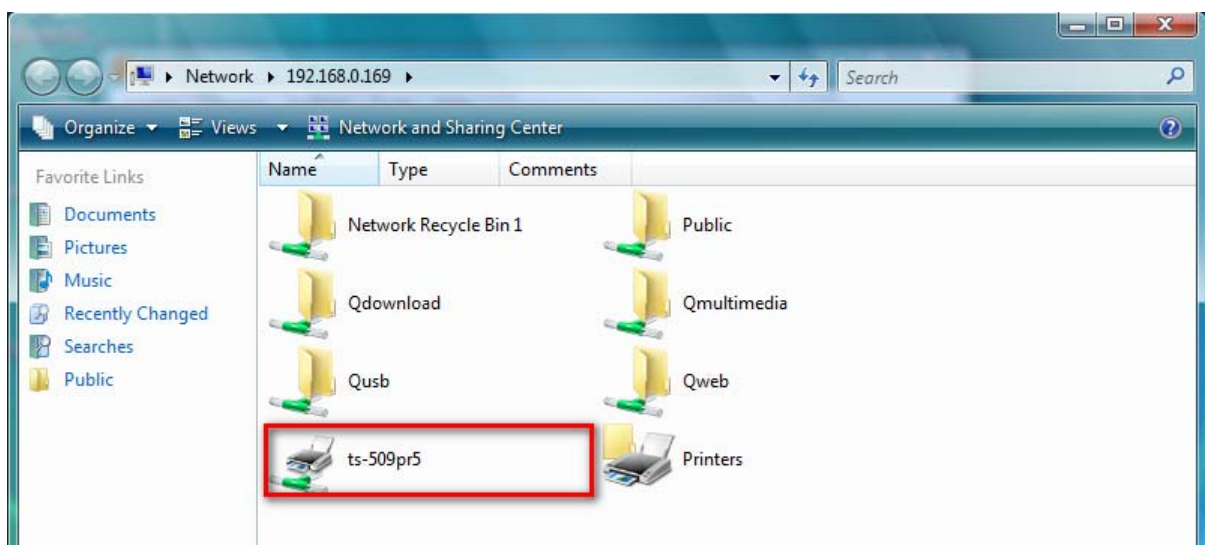 Network 192.168.0.169 Search
Organize Views Network and Sharing Center
Favorite Links
Documents
Pictures
Music
Recently Changed
Searches
Public
Name Type Comments
Network Recycle Bin 1 Public
Qdownload Qmultimedia
Qusb Qweb
ts-509pr5 Printers